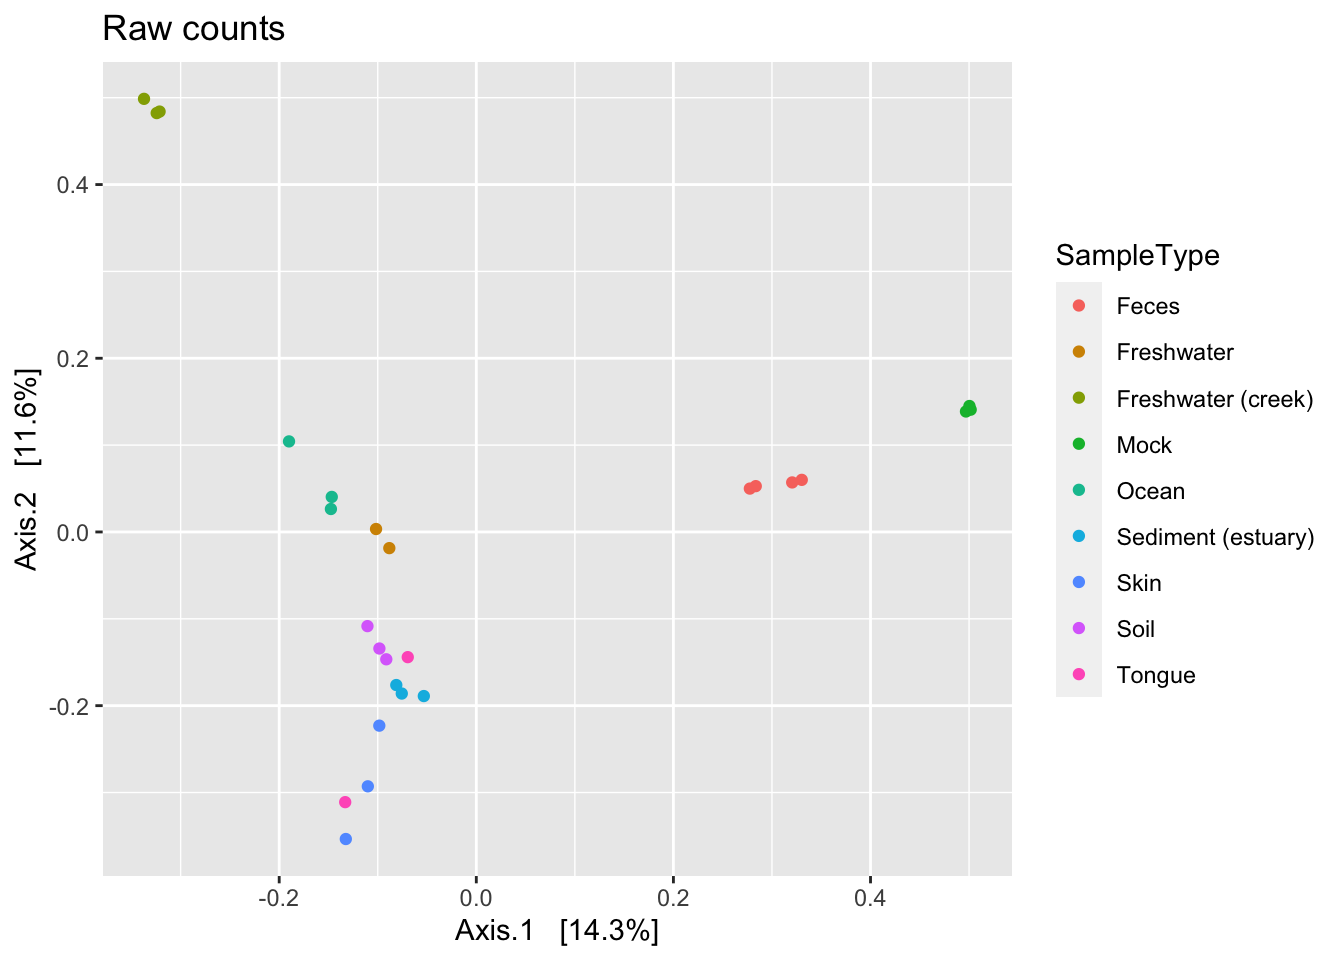 Raw counts
0.4
0.2
0.0
-0.2
Axis.2 [11.6%]
-0.2 0.0 0.2 0.4
Axis.1 [14.3%]
SampleType
Feces
Freshwater
Freshwater (creek)
Mock
Ocean
Sediment (estuary)
Skin
Soil
Tongue